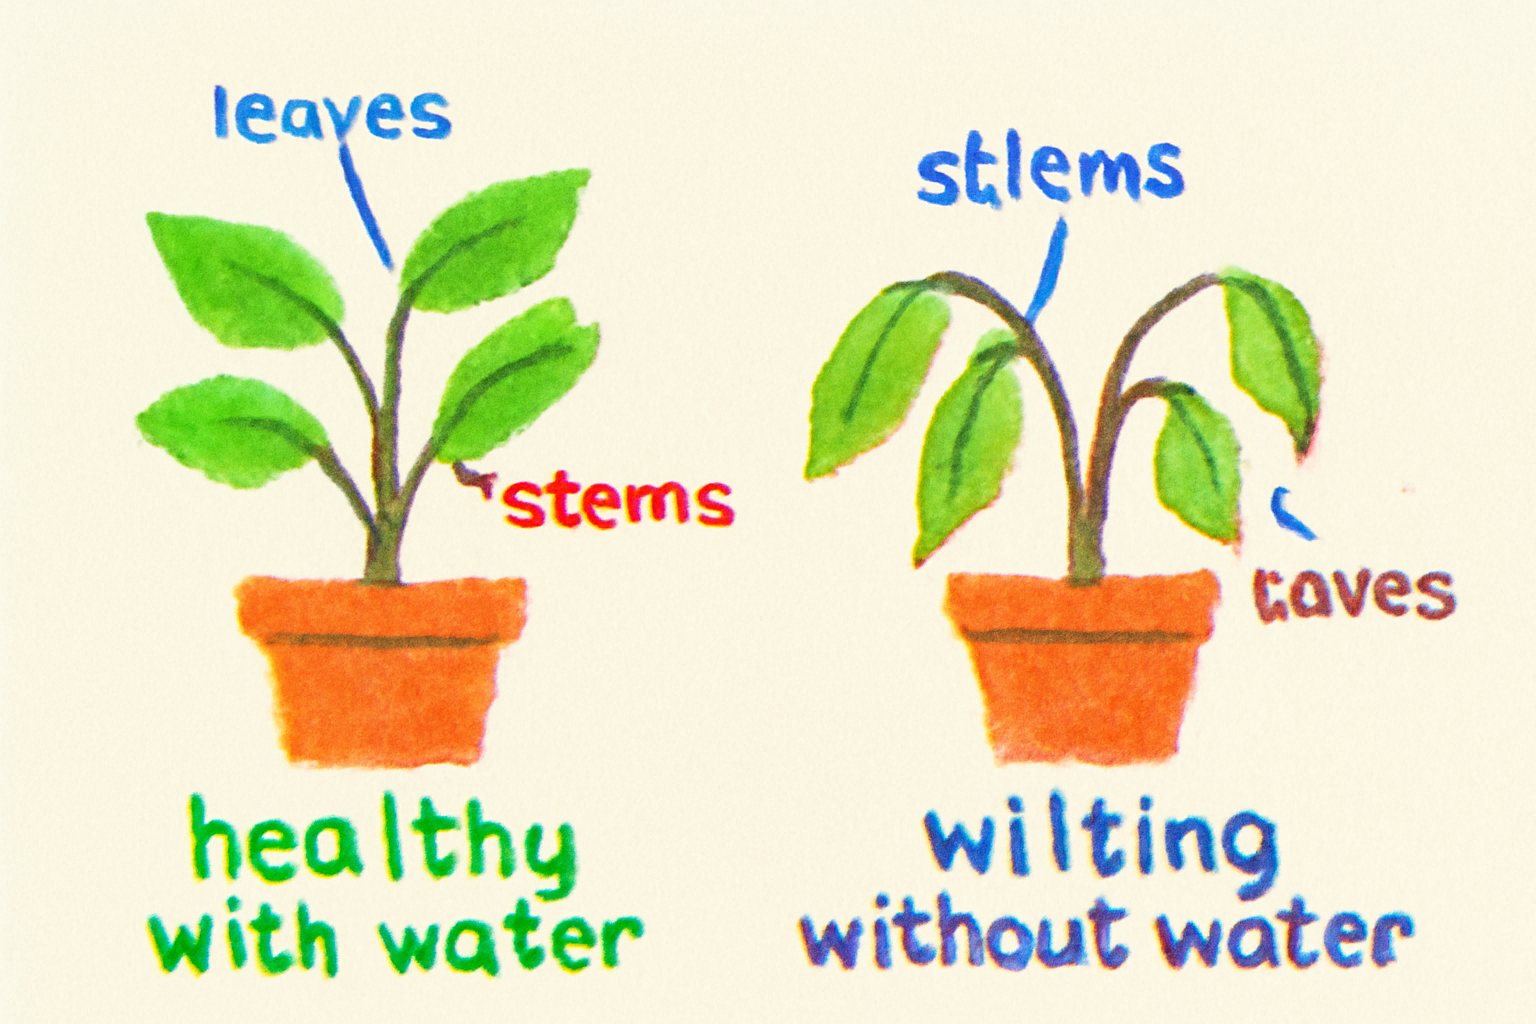 leaves
stems
healthy
with water
stlems
taves
wilting
without water